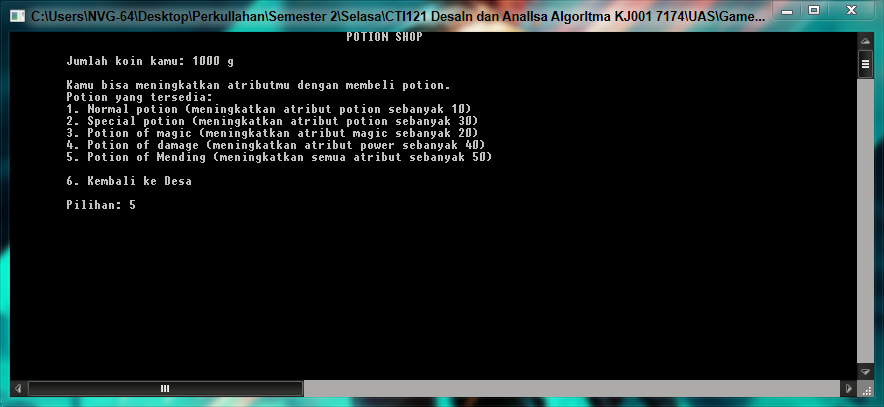 C:\Users\NVG-64\Desktop\Perkullahan\Semester 2\Selasa\CTI121 Desain dan Analisa Algoritma KJ001 7174\UAS\Game...
POTION SHOP
Jumlah koin kamu: 1000 g
Kamu bisa meningkatkan atributmu dengan membeli potion.
Potion yang tersedia:
1. Normal potion (meningkatkan atribut potion sebanyak 10)
2. Special potion (meningkatkan atribut potion sebanyak 30)
3. Potion of magic (meningkatkan atribut magic sebanyak 20)
4. Potion of damage (meningkatkan atribut power sebanyak 40)
5. Potion of Mending (meningkatkan semua atribut sebanyak 50)
6. Kembali ke Desa
Pilihan: 5